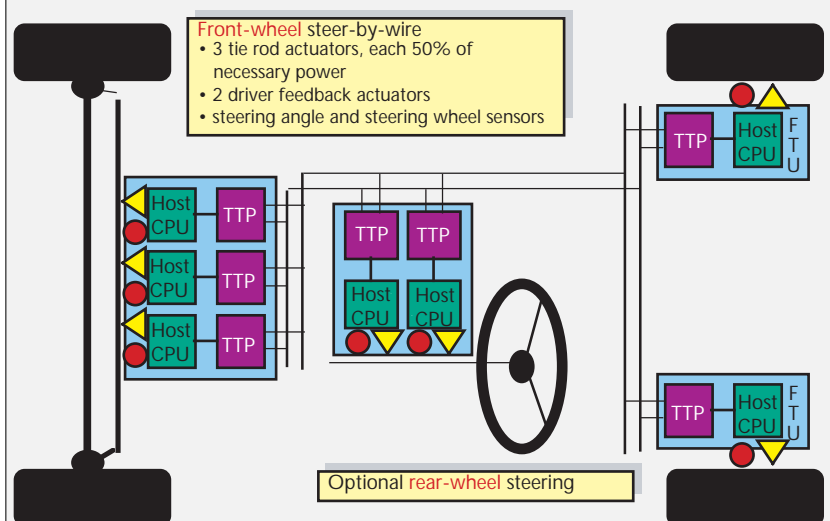 Front-wheel steer-by-wire
• 3 tie rod actuators, each 50% of
necessary power
• 2 driver feedback actuators
• steering angle and steering wheel sensors
TTP
Host
CPU
F
T
U
Host
CPU
TTP
Host
CPU
TTP
Host
CPU
TTP
TTP
TTP
Host
CPU
Host
CPU
TTP
Host
CPU
F
T
U
Optional rear-wheel steering